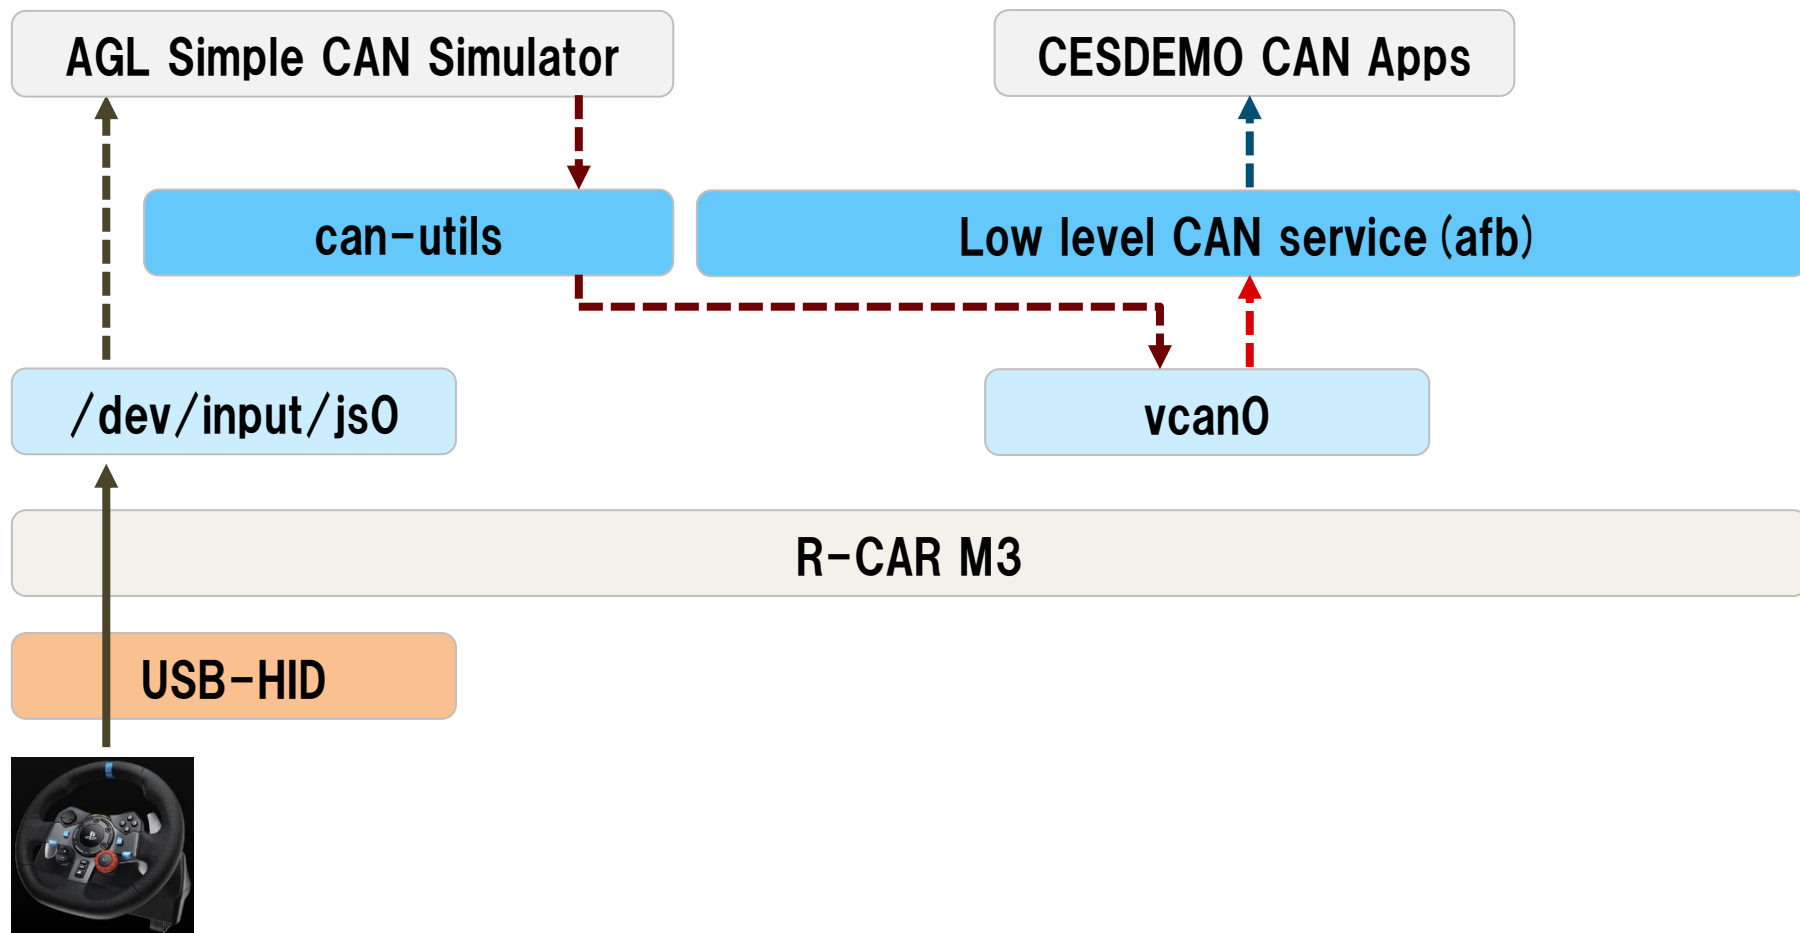 AGL Simple CAN Simulator
CESDEMO CAN Apps
can-utils
Low level CAN service(afb)
/dev/input/js0
vcan0
R-CAR M3
USB-HID